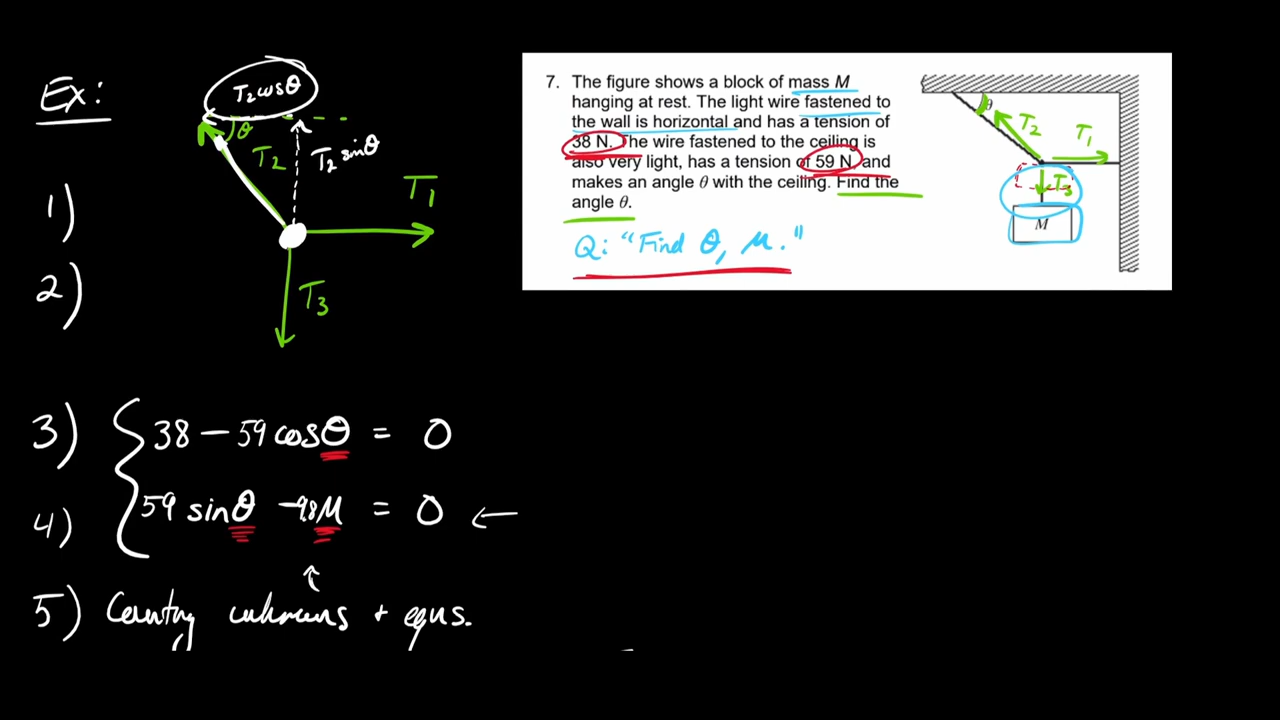 Ex:
T₂cosθ
θ
T₂
T₂ sinθ
T₁
T₃
1)
2)
3) 38 – 59 cosθ = 0
4) 59 sinθ – 9.8M = 0 ←
5) Counting unknowns + eqns.
7. The figure shows a block of mass M
hanging at rest. The light wire fastened to
the wall is horizontal and has a tension of
38 N. The wire fastened to the ceiling is
also very light, has a tension of 59 N, and
makes an angle θ with the ceiling. Find the
angle θ.
Q: "Find θ, M."
θ
T₂
T₁
T₃
M